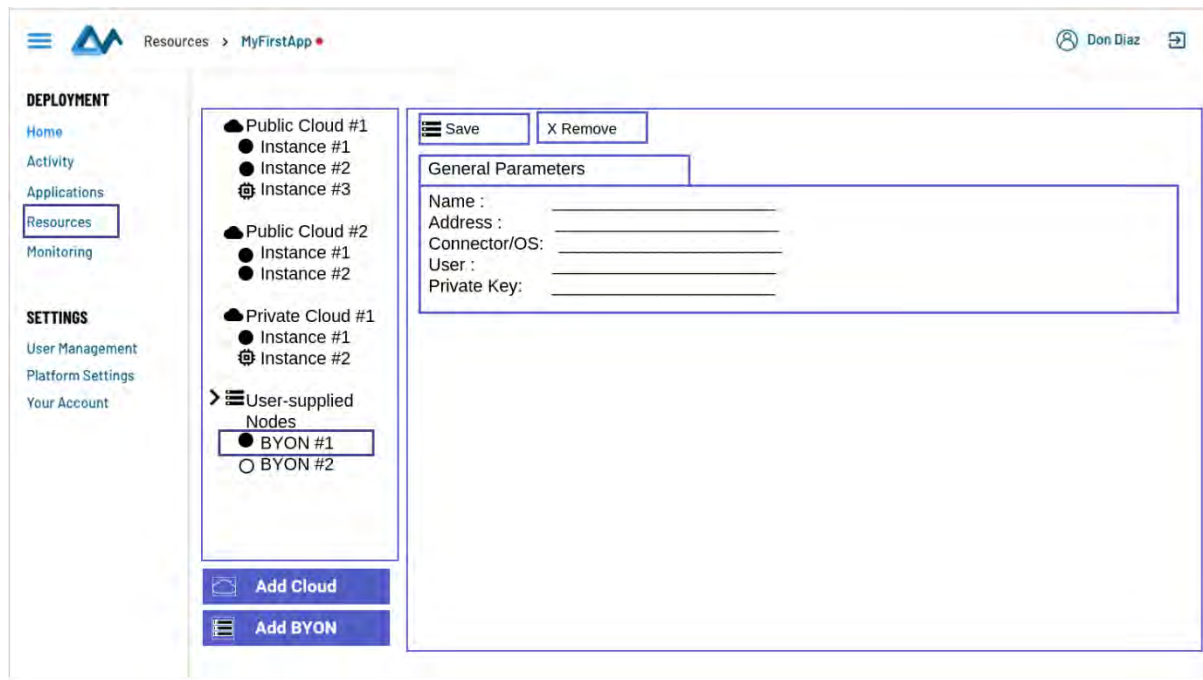 Resources > MyFirstApp
Don Diaz
DEPLOYMENT
Home
Activity
Applications
Resources
Monitoring
SETTINGS
User Management
Platform Settings
Your Account
Public Cloud #1
Instance #1
Instance #2
Instance #3
Public Cloud #2
Instance #1
Instance #2
Private Cloud #1
Instance #1
Instance #2
User-supplied
Nodes
BYON #1
BYON #2
Add Cloud
Add BYON
Save
X Remove
General Parameters
Name :
Address :
Connector/OS:
User :
Private Key: